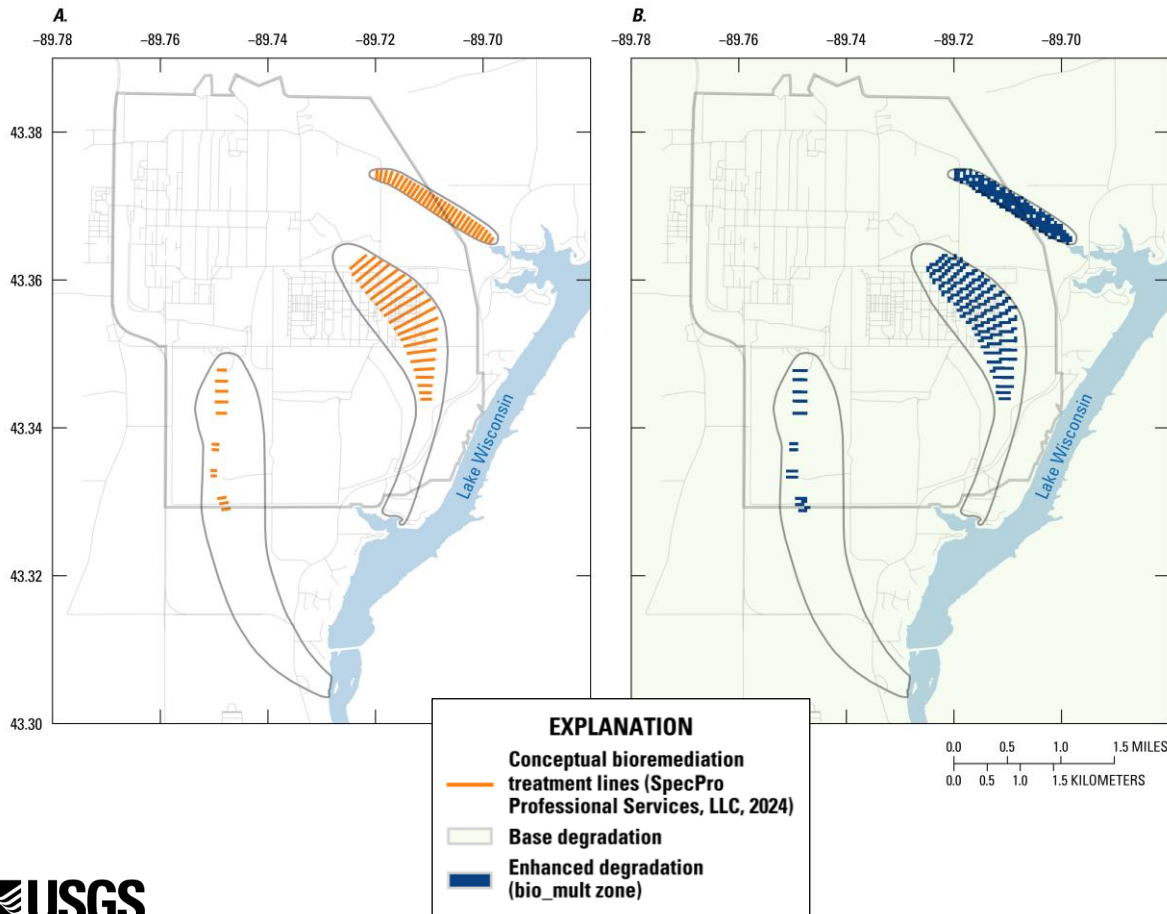 A.
B.
−89.78 −89.76 −89.74 −89.72 −89.70
−89.78 −89.76 −89.74 −89.72 −89.70
43.38
43.36
43.34
43.32
43.30
Lake Wisconsin
Lake Wisconsin
EXPLANATION
Conceptual bioremediation
treatment lines (SpecPro
Professional Services, LLC, 2024)
Base degradation
Enhanced degradation
(bio_mult zone)
0.0 0.5 1.0 1.5 MILES
0.0 0.5 1.0 1.5 KILOMETERS
USGS